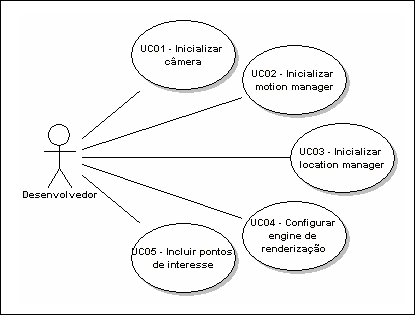 UC01 - Inicializar
câmera
UC02 - Inicializar
motion manager
UC03 - Inicializar
location manager
Desenvolvedor
UC04 - Configurar
engine de
renderização
UC05 - Incluir pontos
de interesse